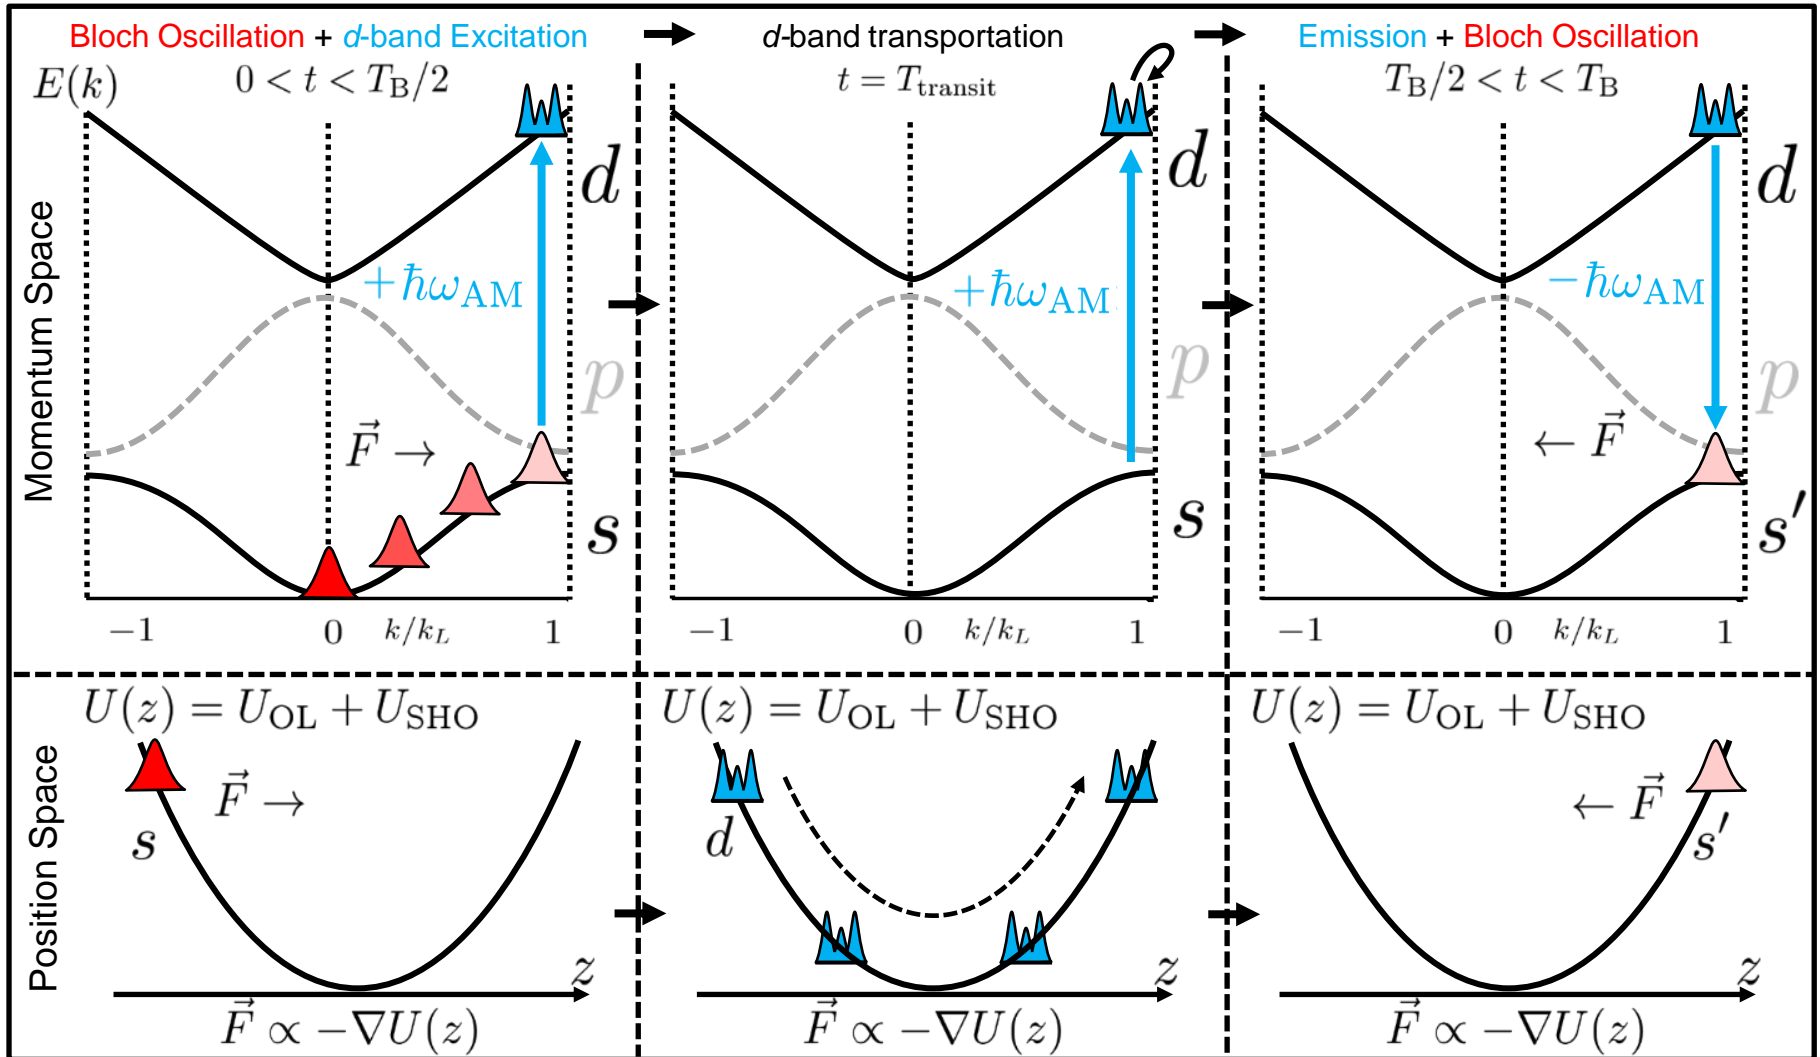 Bloch Oscillation + d-band Excitation
d-band transportation
Emission + Bloch Oscillation
Momentum Space
E(k)
0 < t < T_B/2
d
+ħω_AM
p
F⃗ →
s
−1 0 k/k_L 1
t = T_transit
d
+ħω_AM
p
s
−1 0 k/k_L 1
T_B/2 < t < T_B
d
−ħω_AM
p
← F⃗
s′
−1 0 k/k_L 1
Position Space
U(z) = U_OL + U_SHO
F⃗ →
s
z
F⃗ ∝ −∇U(z)
U(z) = U_OL + U_SHO
d
z
F⃗ ∝ −∇U(z)
U(z) = U_OL + U_SHO
← F⃗
s′
z
F⃗ ∝ −∇U(z)